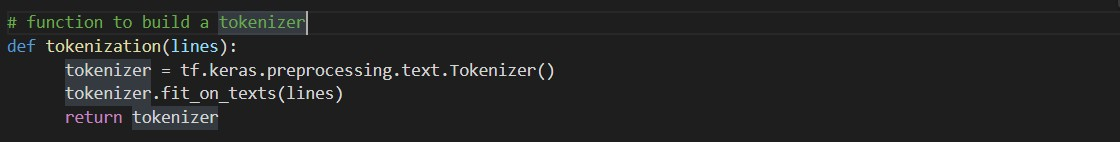 # function to build a tokenizer
def tokenization(lines):
      tokenizer = tf.keras.preprocessing.text.Tokenizer()
      tokenizer.fit_on_texts(lines)
      return tokenizer